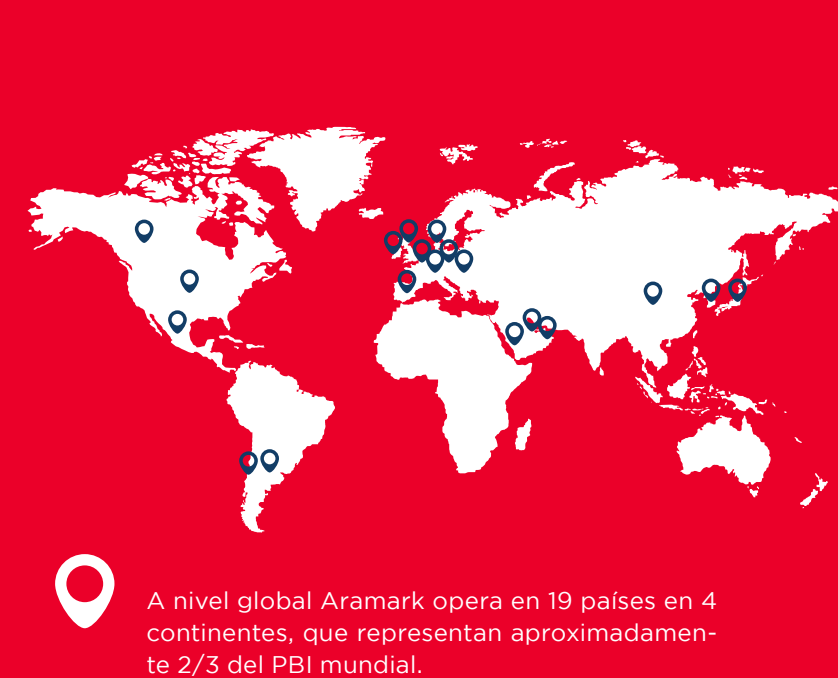 A nivel global Aramark opera en 19 países en 4
continentes, que representan aproximadamen-
te 2/3 del PBI mundial.